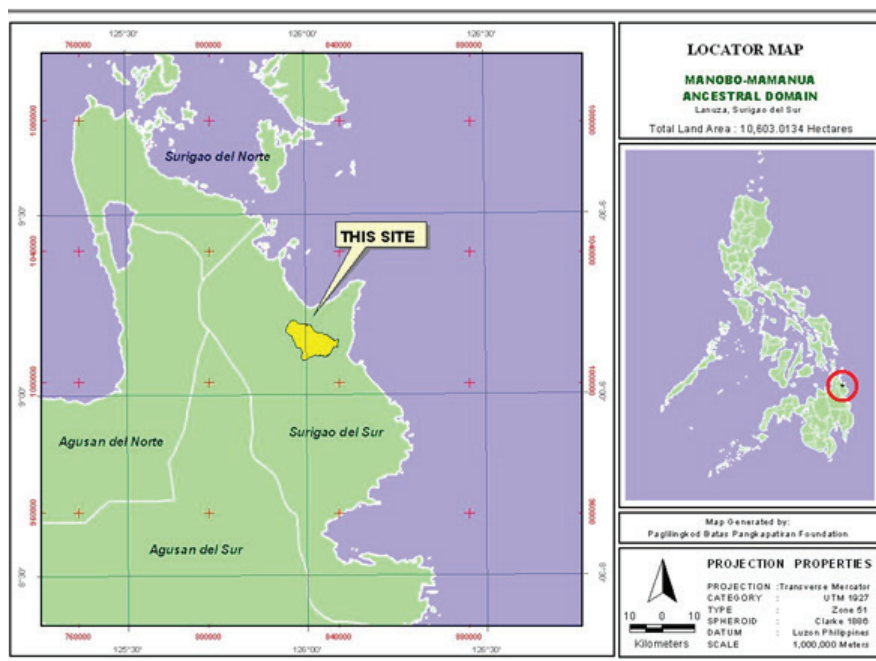 125°30'
126°00'
126°30'
760000
800000
840000
880000
1080000
1080000
Surigao del Norte
9°30'
9°30'
THIS SITE
1040000
1040000
1000000
1000000
9°00'
9°00'
Agusan del Norte
Surigao del Sur
960000
960000
Agusan del Sur
8°30'
8°30'
760000
800000
840000
880000
125°30'
126°00'
126°30'
LOCATOR MAP
MANOBO-MAMANUA
ANCESTRAL DOMAIN
Lanuza, Surigao del Sur
Total Land Area : 10,603.0134 Hectares
Map Generated by:
Paglilingkod Batas Pangkapatiran Foundation
PROJECTION PROPERTIES
PROJECTION :Transverse Mercator
CATEGORY : UTM 1927
TYPE : Zone 51
SPHEROID : Clarke 1886
DATUM : Luzon Philippines
SCALE : 1,000,000 Meters
10 0 10
Kilometers